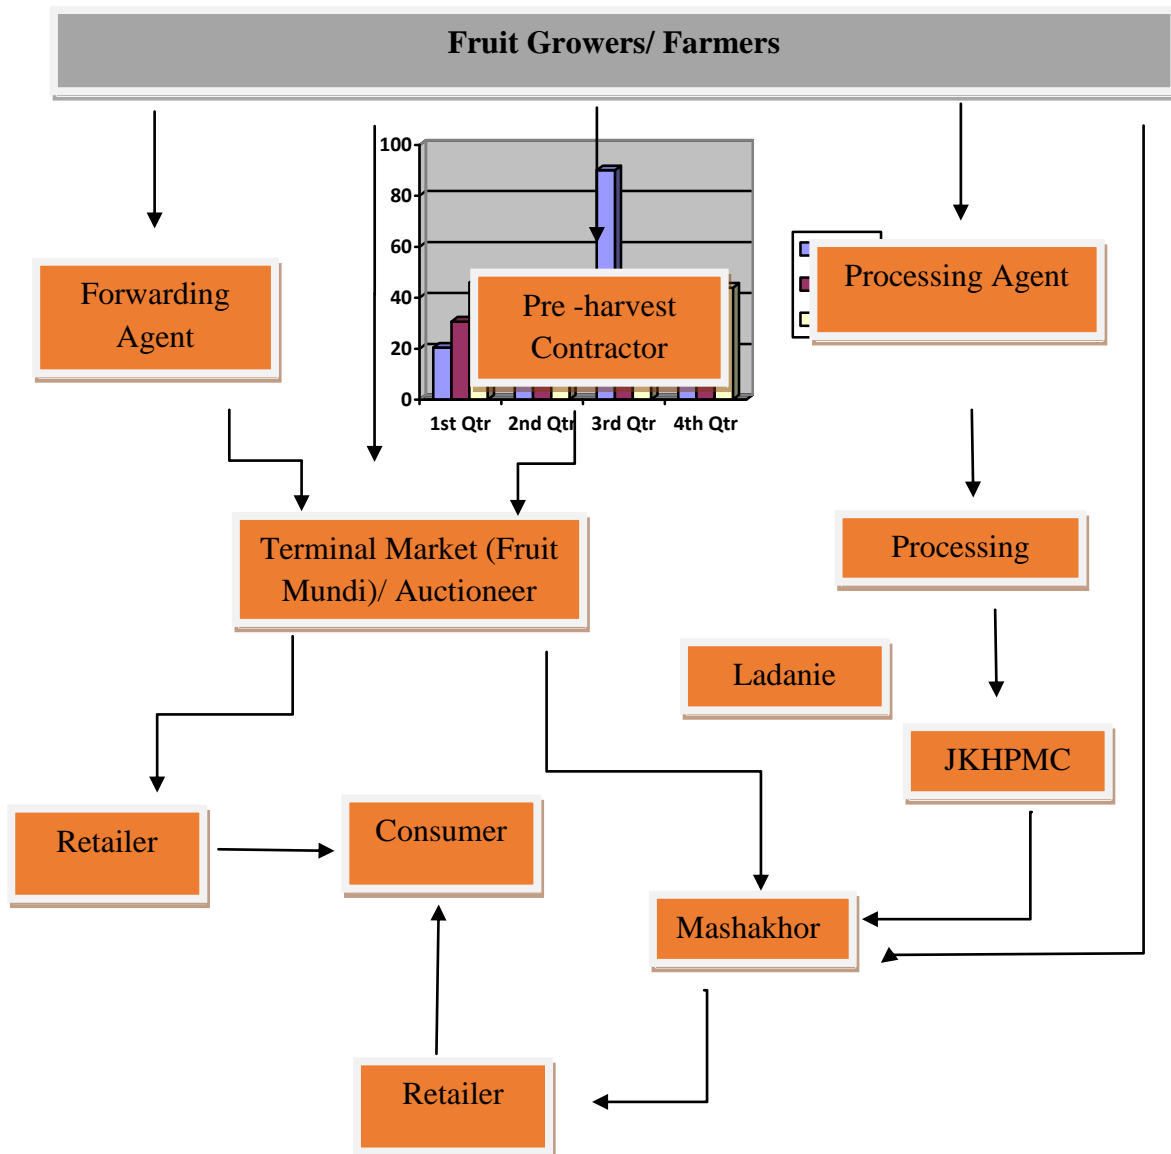 Fruit Growers/ Farmers
100
80
60
40
20
0
1st Qtr 2nd Qtr 3rd Qtr 4th Qtr
Forwarding
Agent
Pre -harvest
Contractor
Processing Agent
Terminal Market (Fruit
Mundi)/ Auctioneer
Processing
Ladanie
JKHPMC
Retailer
Consumer
Mashakhor
Retailer